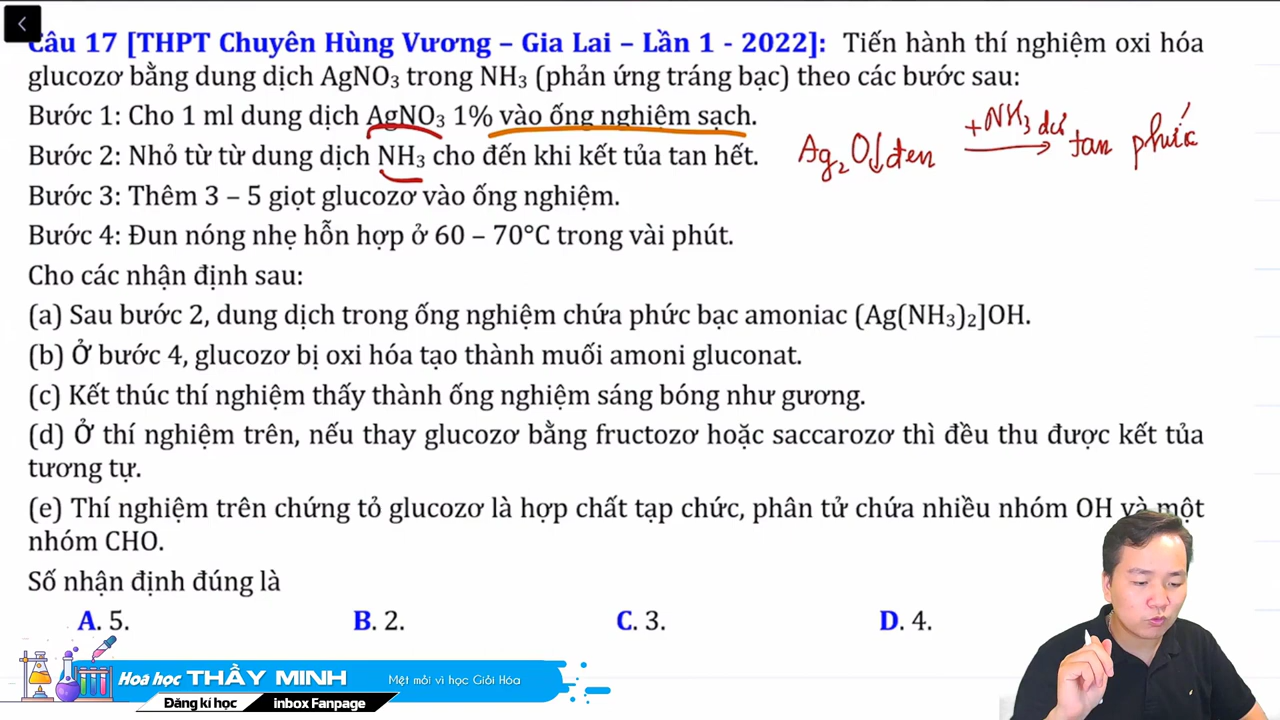 Câu 17 [THPT Chuyên Hùng Vương – Gia Lai – Lần 1 - 2022]: Tiến hành thí nghiệm oxi hóa
glucozơ bằng dung dịch AgNO₃ trong NH₃ (phản ứng tráng bạc) theo các bước sau:
Bước 1: Cho 1 ml dung dịch AgNO₃ 1% vào ống nghiệm sạch.
Bước 2: Nhỏ từ từ dung dịch NH₃ cho đến khi kết tủa tan hết.
Ag₂O↓đen +NH₃ dư → tan phức
Bước 3: Thêm 3 – 5 giọt glucozơ vào ống nghiệm.
Bước 4: Đun nóng nhẹ hỗn hợp ở 60 – 70°C trong vài phút.
Cho các nhận định sau:
(a) Sau bước 2, dung dịch trong ống nghiệm chứa phức bạc amoniac (Ag(NH₃)₂]OH.
(b) Ở bước 4, glucozơ bị oxi hóa tạo thành muối amoni gluconat.
(c) Kết thúc thí nghiệm thấy thành ống nghiệm sáng bóng như gương.
(d) Ở thí nghiệm trên, nếu thay glucozơ bằng fructozơ hoặc saccarozơ thì đều thu được kết tủa
tương tự.
(e) Thí nghiệm trên chứng tỏ glucozơ là hợp chất tạp chức, phân tử chứa nhiều nhóm OH và một
nhóm CHO.
Số nhận định đúng là
A. 5. B. 2. C. 3. D. 4.
Hoá học THẦY MINH Mệt mỏi vì học Giỏi Hóa
Đăng kí học inbox Fanpage